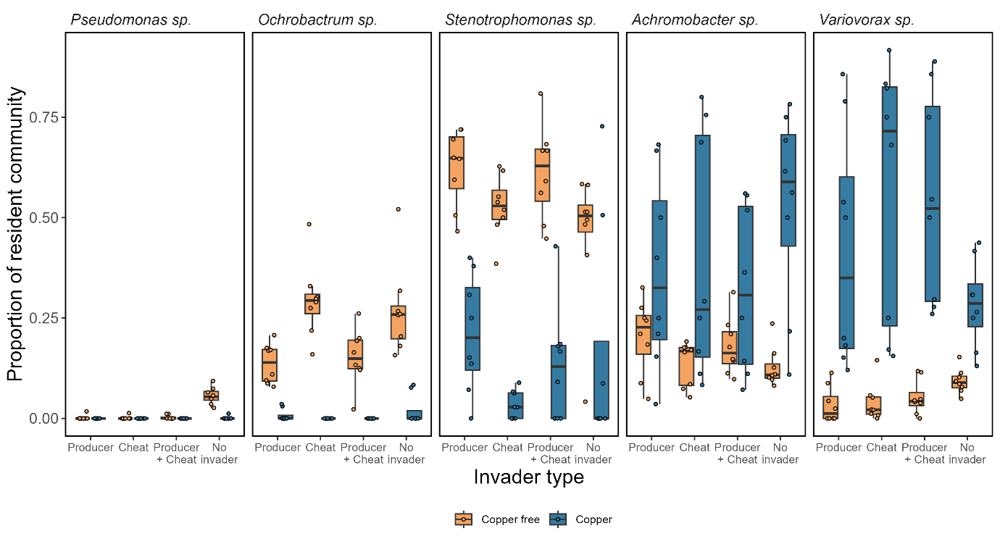 Pseudomonas sp. Ochrobactrum sp. Stenotrophomonas sp. Achromobacter sp. Variovorax sp.
Proportion of resident community
0.75
0.50
0.25
0.00
Producer Cheat Producer No Producer Cheat Producer No Producer Cheat Producer No Producer Cheat Producer No Producer Cheat Producer No
+ Cheat invader + Cheat invader + Cheat invader + Cheat invader + Cheat invader
Invader type
Copper free Copper